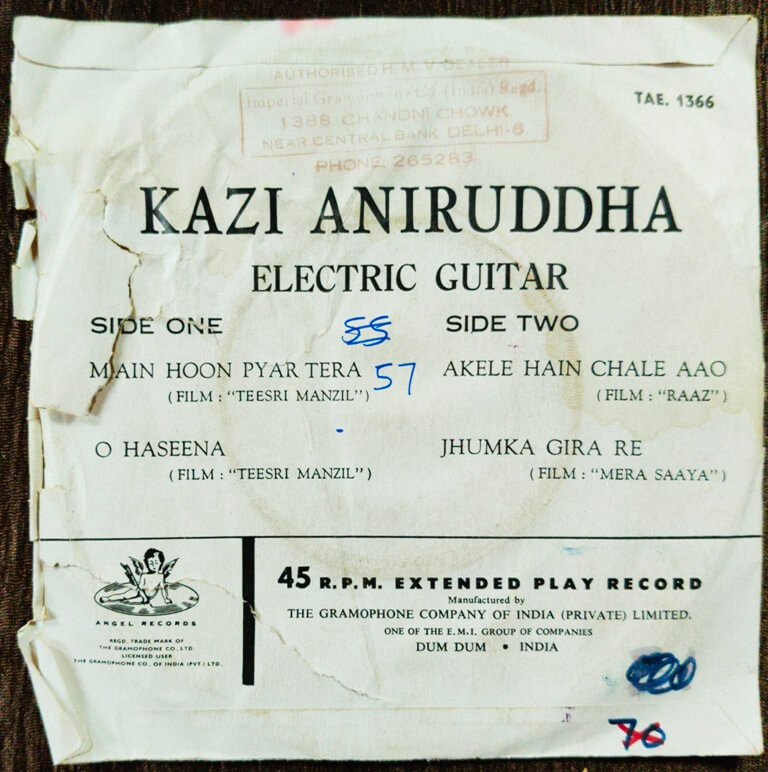 AUTHORISED H. M. V. DEALER
Imperial Gramophone Co. (India) Regd.
1386 CHANDNI CHOWK
NEAR CENTRAL BANK DELHI-6
PHONE: 265283
TAE. 1366
KAZI ANIRUDDHA
ELECTRIC GUITAR
SIDE ONE
55
57
MAIN HOON PYAR TERA
(FILM : "TEESRI MANZIL")
O HASEENA
(FILM : "TEESRI MANZIL")
SIDE TWO
AKELE HAIN CHALE AAO
(FILM : "RAAZ")
JHUMKA GIRA RE
(FILM : "MERA SAAYA")
ANGEL RECORDS
REGD. TRADE MARK OF
THE GRAMOPHONE CO. LTD.
LICENSED USER
THE GRAMOPHONE CO. OF INDIA (PVT) LTD.
45 R.P.M. EXTENDED PLAY RECORD
Manufactured by
THE GRAMOPHONE COMPANY OF INDIA (PRIVATE) LIMITED.
ONE OF THE E.M.I. GROUP OF COMPANIES
DUM DUM • INDIA
70